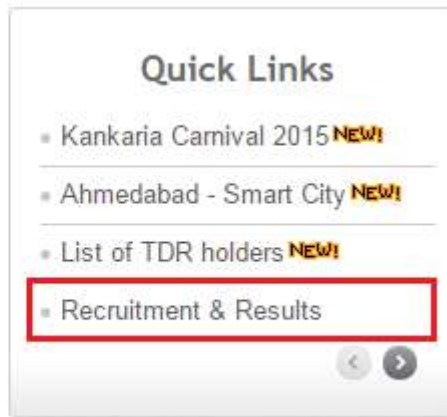 Quick Links
Kankaria Carnival 2015 NEW!
Ahmedabad - Smart City NEW!
List of TDR holders NEW!
Recruitment & Results